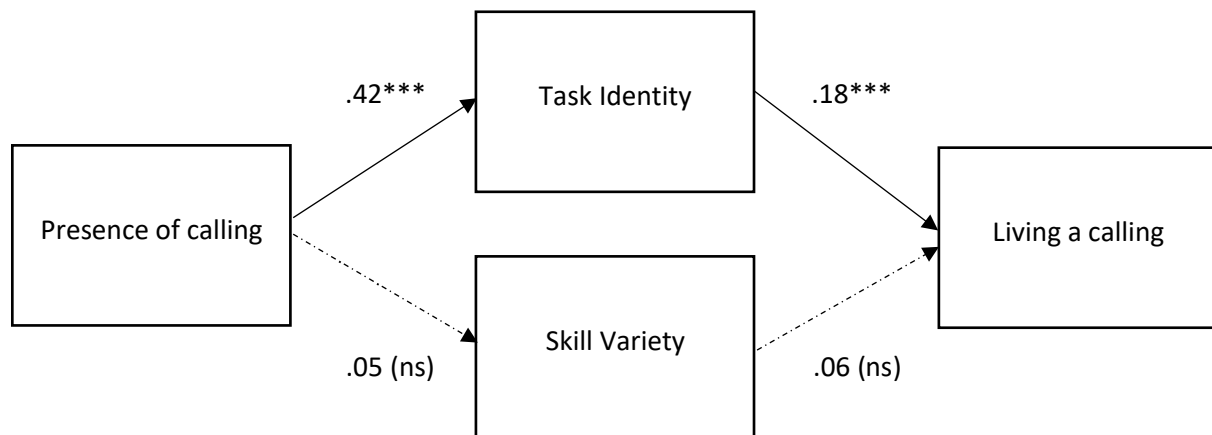 .42***
Task Identity
.18***
Presence of calling
Living a calling
Skill Variety
.05 (ns)
.06 (ns)